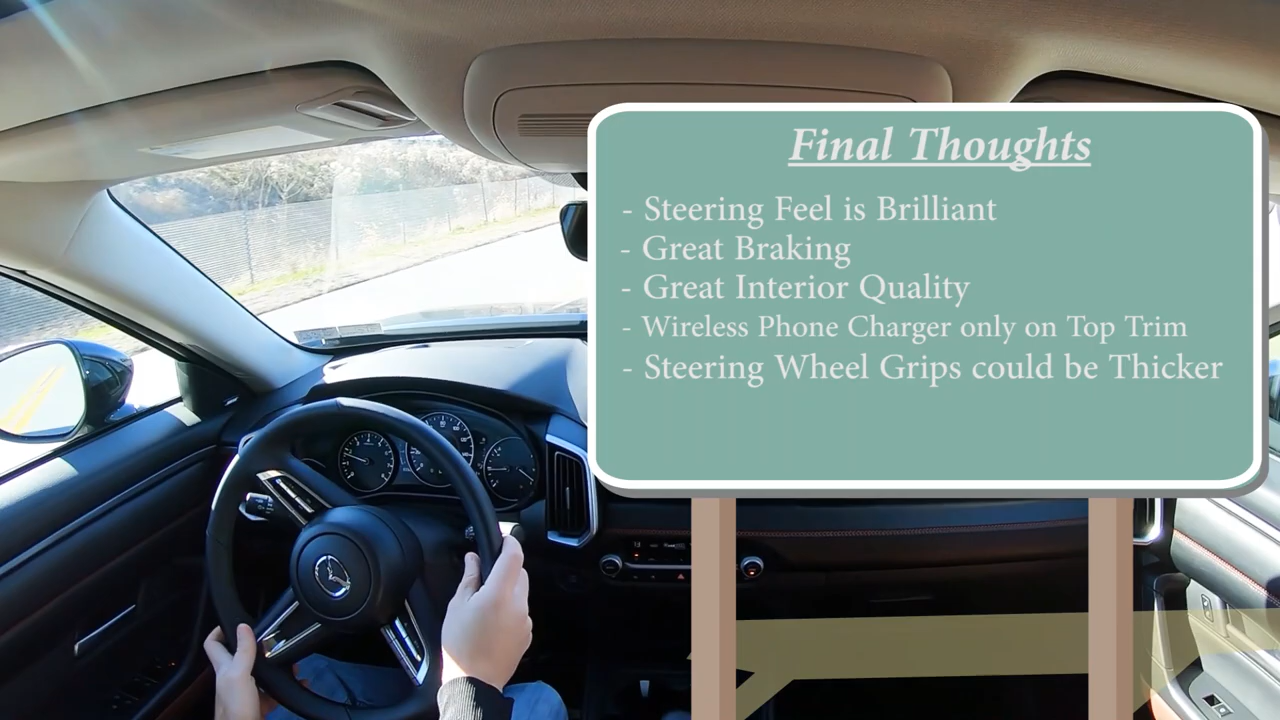 Final Thoughts
- Steering Feel is Brilliant
- Great Braking
- Great Interior Quality
- Wireless Phone Charger only on Top Trim
- Steering Wheel Grips could be Thicker